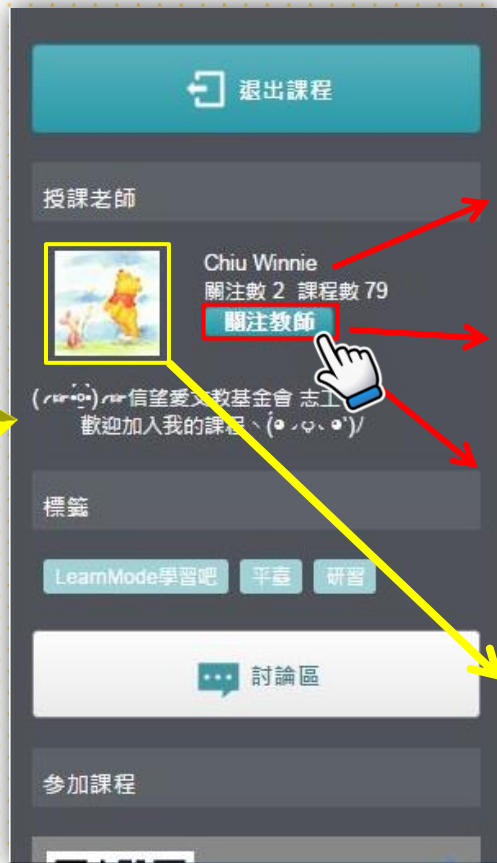 退出課程
授課老師
Chiu Winnie
關注數 2 課程數 79
關注教師
信望愛文教基金會 志工
歡迎加入我的課程
標籤
LearnMode學習吧 平臺 研習
討論區
參加課程